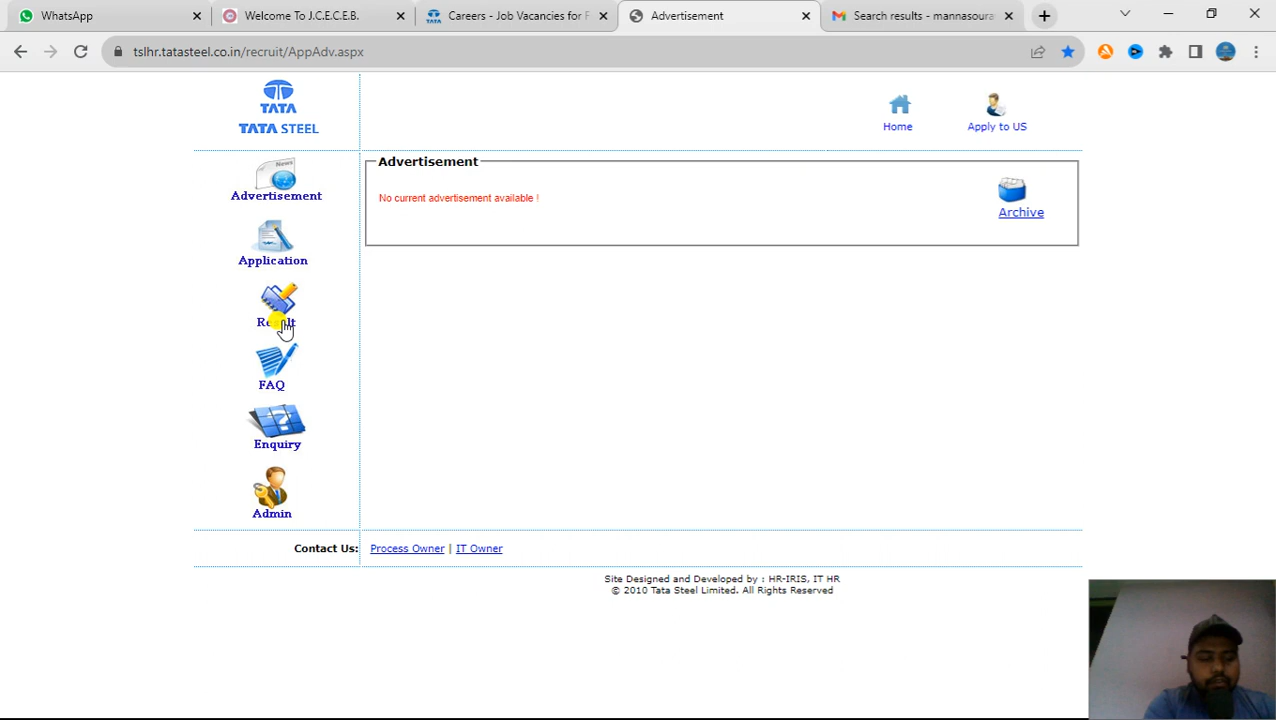 WhatsApp
Welcome To J.C.E.C.E.B.
Careers - Job Vacancies for F
Advertisement
Search results - mannasoura
tslhr.tatasteel.co.in/recruit/AppAdv.aspx
TATA
TATA STEEL
Home
Apply to US
News
Advertisement
Application
Result
FAQ
Enquiry
Admin
Advertisement
No current advertisement available !
Archive
Contact Us: Process Owner | IT Owner
Site Designed and Developed by : HR-IRIS, IT HR
© 2010 Tata Steel Limited. All Rights Reserved